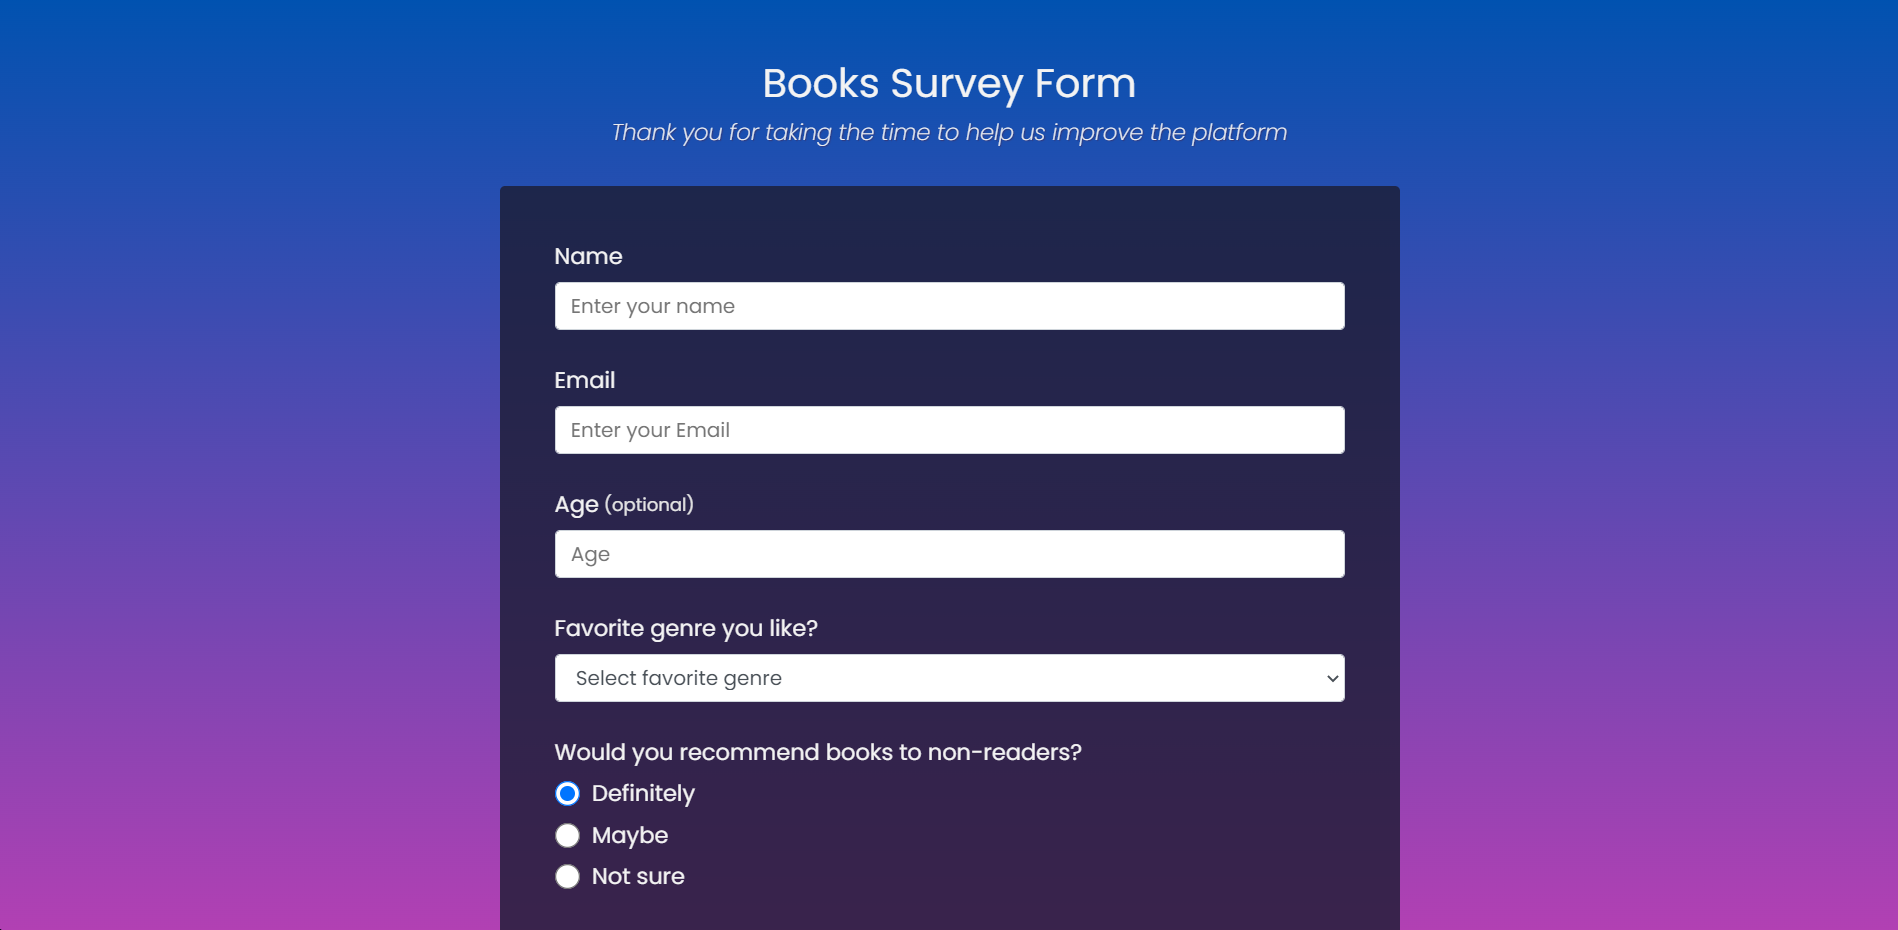 Books Survey Form
Thank you for taking the time to help us improve the platform
Name
Enter your name
Email
Enter your Email
Age (optional)
Age
Favorite genre you like?
Select favorite genre
Would you recommend books to non-readers?
Definitely
Maybe
Not sure